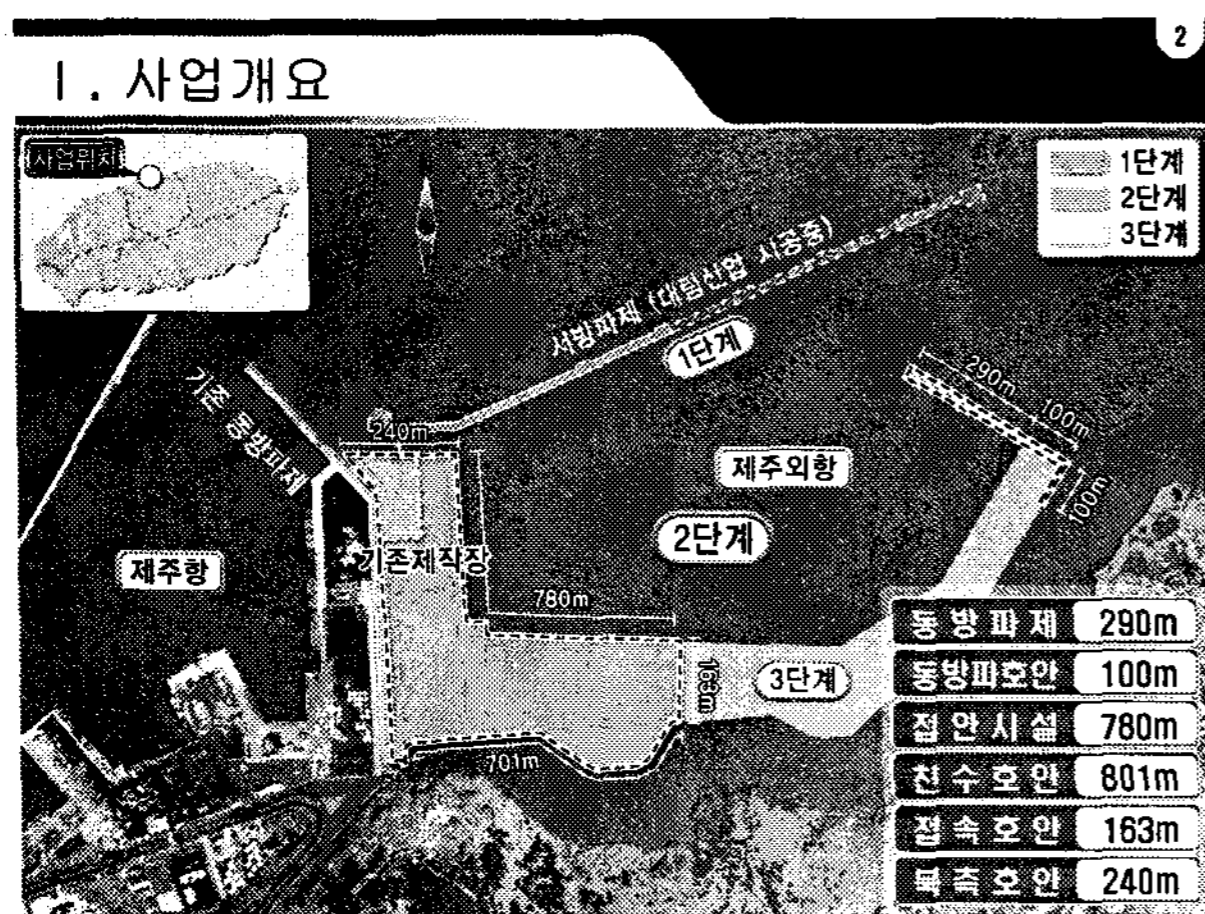 2
Ⅰ. 사업개요
사업위치
1단계
2단계
3단계
서방파제 (대림산업 시공중)
1단계
290m
100m
100m
기존 동방파제
240m
제주외항
2단계
기존제작장
제주항
780m
163m
3단계
701m
동방파제 290m
동방파호안 100m
접안시설 780m
친수호안 801m
접속호안 163m
북측호안 240m